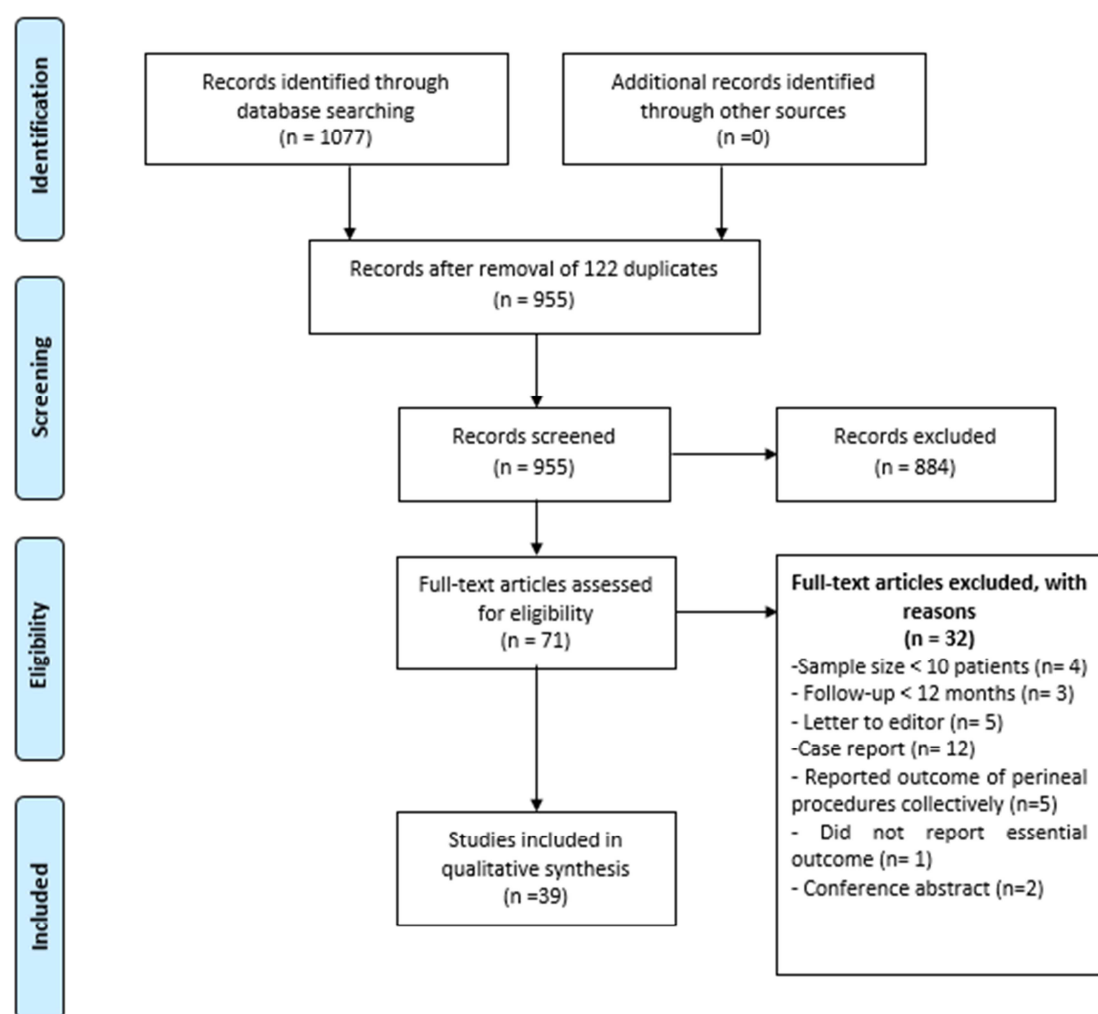 Identification
Records identified through
database searching
(n = 1077)
Additional records identified
through other sources
(n =0)
Records after removal of 122 duplicates
(n = 955)
Screening
Records screened
(n = 955)
Records excluded
(n = 884)
Eligibility
Full-text articles assessed
for eligibility
(n = 71)
Full-text articles excluded, with
reasons
(n = 32)
-Sample size < 10 patients (n= 4)
- Follow-up < 12 months (n= 3)
- Letter to editor (n= 5)
-Case report (n= 12)
- Reported outcome of perineal
procedures collectively (n=5)
- Did not report essential
outcome (n= 1)
- Conference abstract (n=2)
Included
Studies included in
qualitative synthesis
(n =39)